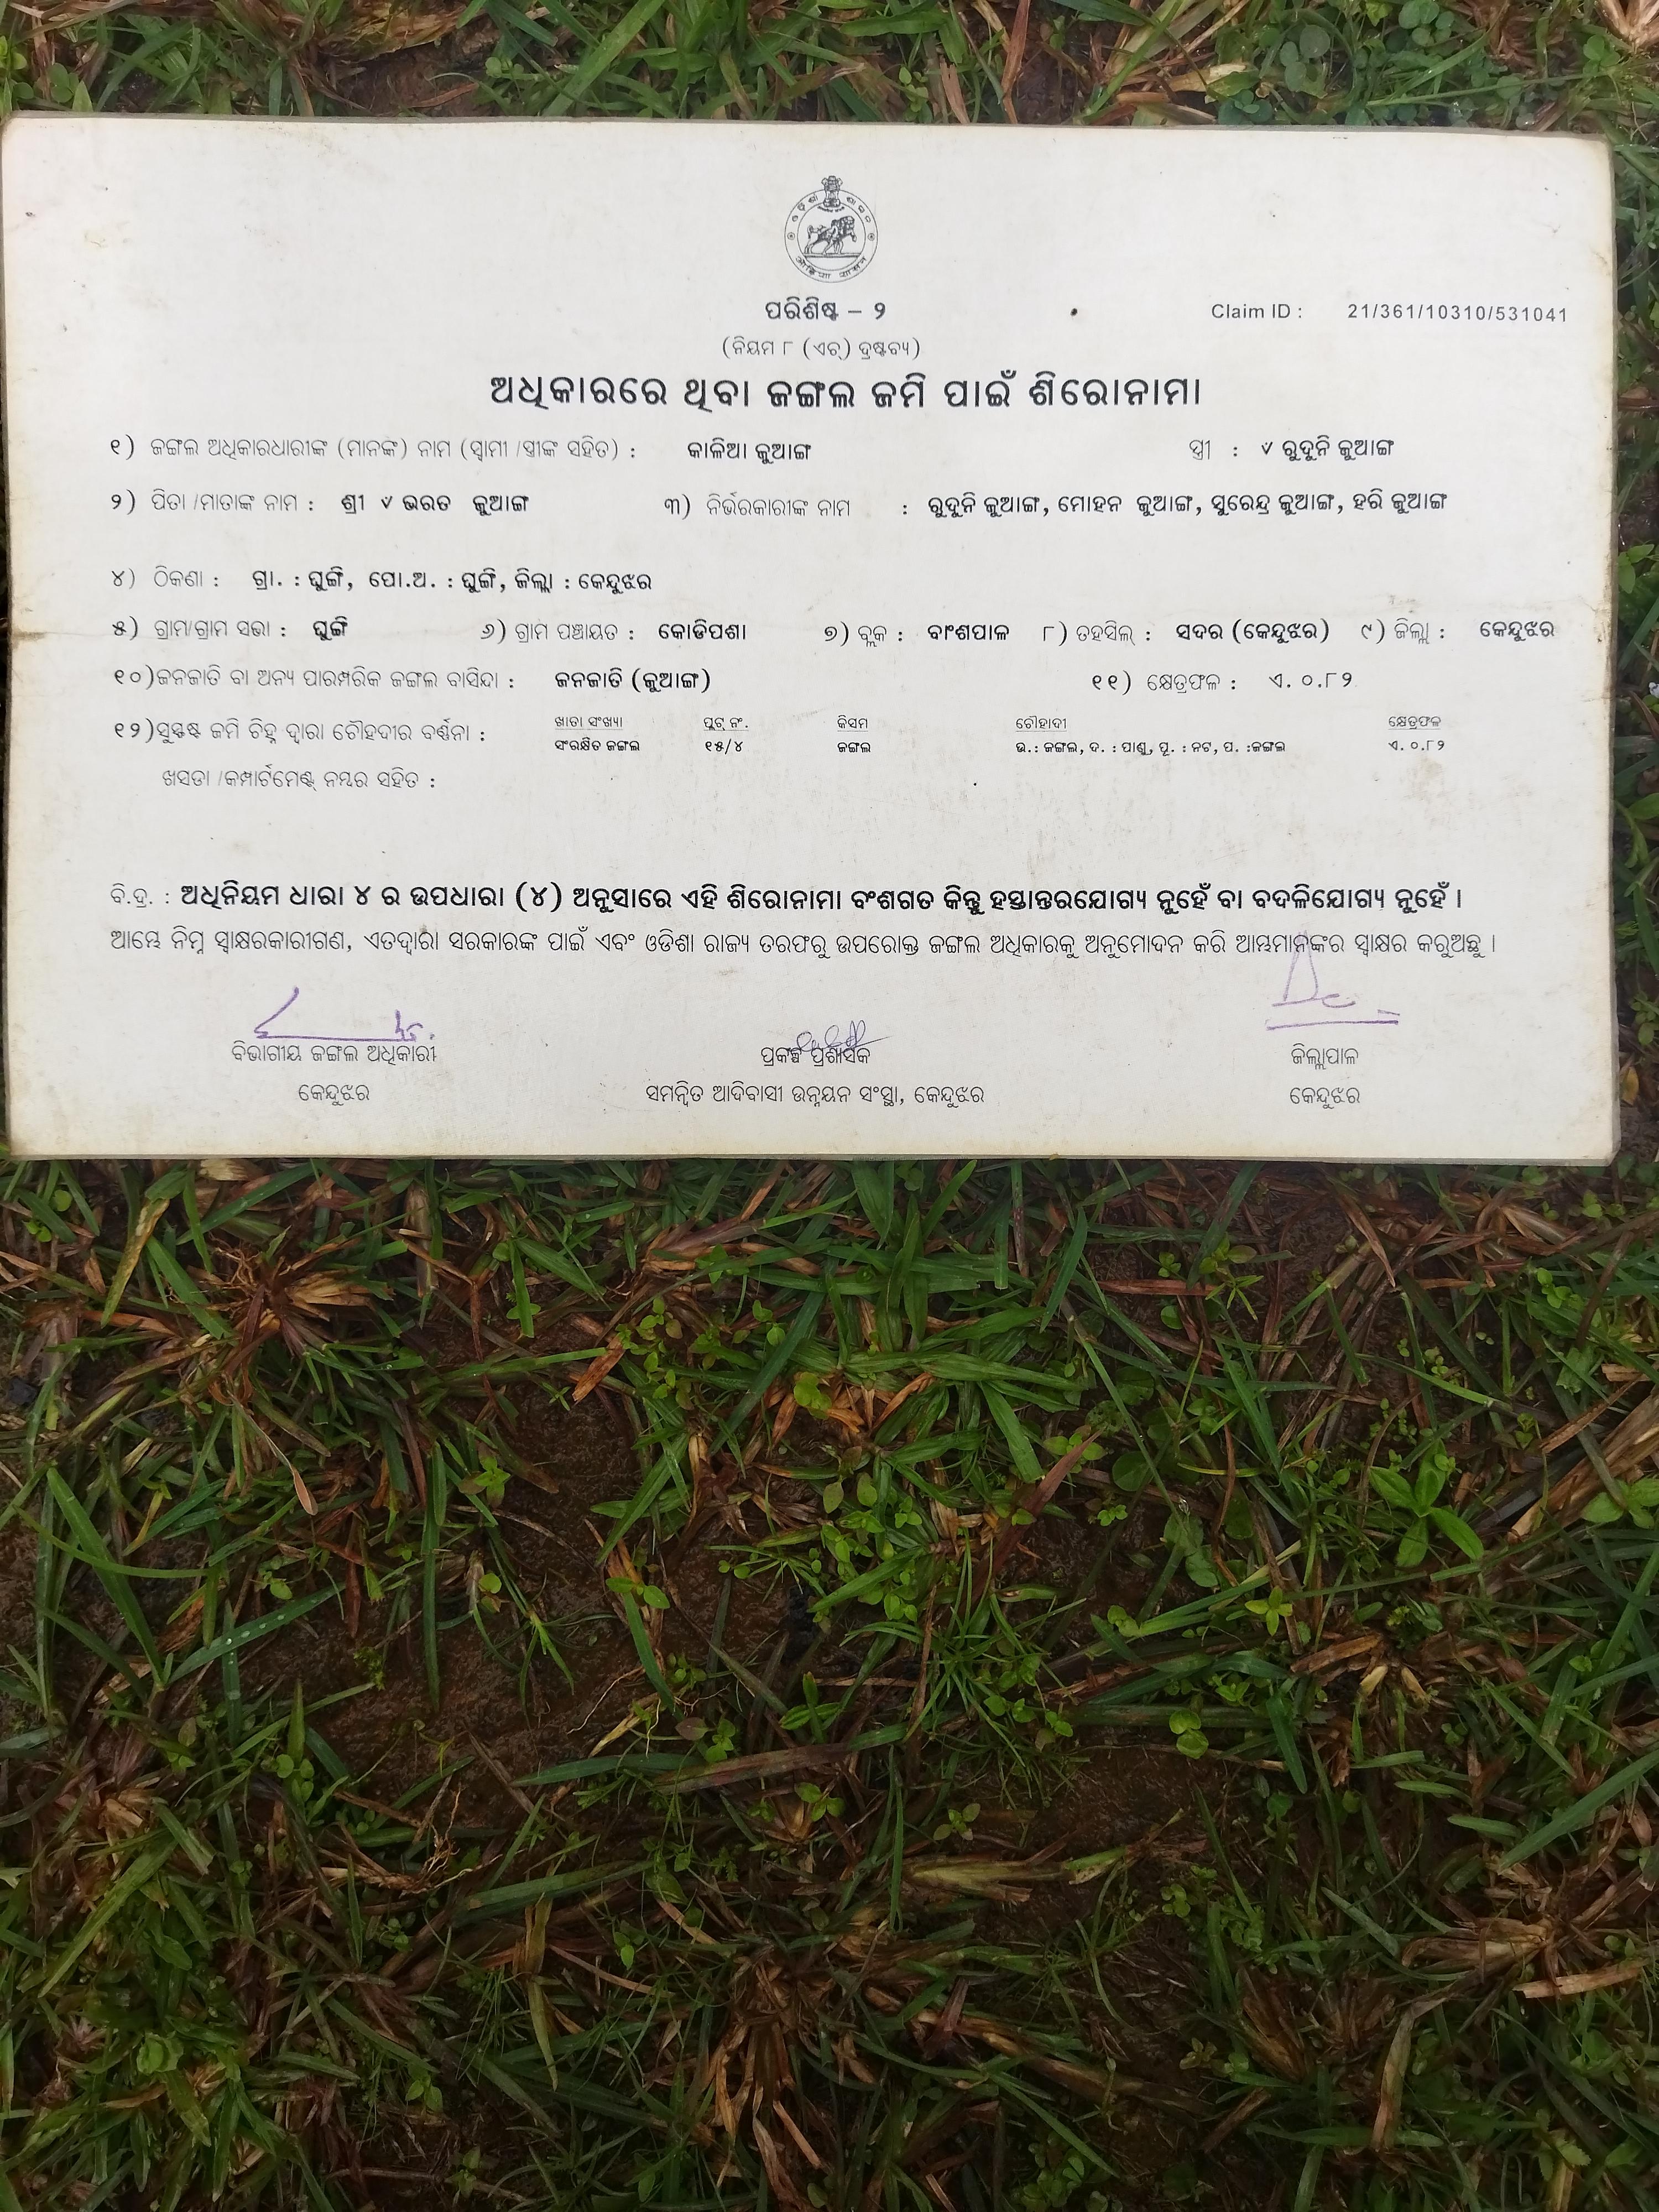 ପରିଶିଷ୍ଟ – ୨
Claim ID : 21/361/10310/531041
(ନିୟମ ୮ (ଏଚ୍) ଦ୍ରଷ୍ଟବ୍ୟ)
ଅଧିକାରରେ ଥିବା ଜଙ୍ଗଲ ଜମି ପାଇଁ ଶିରୋନାମା
୧) ଜଙ୍ଗଲ ଅଧିକାରଧାରୀଙ୍କ (ମାନଙ୍କ) ନାମ (ସ୍ୱାମୀ /ସ୍ତ୍ରୀଙ୍କ ସହିତ) : କାଳିଆ ଜୁଆଙ୍ଗ ସ୍ତ୍ରୀ : ୰ ରୁଦୁନି ଜୁଆଙ୍ଗ
୨) ପିତା /ମାତାଙ୍କ ନାମ : ଶ୍ରୀ ୰ ଭରତ ଜୁଆଙ୍ଗ ୩) ନିର୍ଭରକାରୀଙ୍କ ନାମ : ରୁଦୁନି ଜୁଆଙ୍ଗ, ମୋହନ ଜୁଆଙ୍ଗ, ସୁରେନ୍ଦ୍ର ଜୁଆଙ୍ଗ, ହରି ଜୁଆଙ୍ଗ
୪) ଠିକଣା : ଗ୍ରା. : ଘୁଙ୍ଗି, ପୋ.ଅ. : ଘୁଙ୍ଗି, ଜିଲ୍ଲା : କେନ୍ଦୁଝର
୫) ଗ୍ରାମ/ଗ୍ରାମ ସଭା : ଘୁଙ୍ଗି ୬) ଗ୍ରାମ ପଞ୍ଚାୟତ : କୋଡିପଶା ୭) ବ୍ଲକ : ବାଂଶପାଳ ୮) ତହସିଲ୍ : ସଦର (କେନ୍ଦୁଝର) ୯) ଜିଲ୍ଲା : କେନ୍ଦୁଝର
୧୦)ଜନଜାତି ବା ଅନ୍ୟ ପାରମ୍ପରିକ ଜଙ୍ଗଲ ବାସିନ୍ଦା : ଜନଜାତି (ଜୁଆଙ୍ଗ) ୧୧) କ୍ଷେତ୍ରଫଳ : ଏ. ୦.୮୨
୧୨)ସୁସ୍ପଷ୍ଟ ଜମି ଚିହ୍ନ ଦ୍ୱାରା ଚୌହଦୀର ବର୍ଣ୍ଣନା : ଖାତା ସଂଖ୍ୟା ପ୍ଲଟ୍ ନଂ. କିସମ ଚୌହାଦୀ କ୍ଷେତ୍ରଫଳ
ସଂରକ୍ଷିତ ଜଙ୍ଗଲ ୧୫/୪ ଜଙ୍ଗଲ ଉ.: ଜଙ୍ଗଲ, ଦ. : ପାଣ୍ଡୁ, ପୂ. : ନଟ, ପ. :ଜଙ୍ଗଲ ଏ. ୦.୮୨
ଖସଡା /କମ୍ପାର୍ଟମେଣ୍ଟ୍ ନମ୍ବର ସହିତ :
ବି.ଦ୍ର. : ଅଧିନିୟମ ଧାରା ୪ ର ଉପଧାରା (୪) ଅନୁସାରେ ଏହି ଶିରୋନାମା ବଂଶଗତ କିନ୍ତୁ ହସ୍ତାନ୍ତରଯୋଗ୍ୟ ନୁହେଁ ବା ବଦଳିଯୋଗ୍ୟ ନୁହେଁ ।
ଆମ୍ଭେ ନିମ୍ନ ସ୍ୱାକ୍ଷରକାରୀଗଣ, ଏତଦ୍ୱାରା ସରକାରଙ୍କ ପାଇଁ ଏବଂ ଓଡିଶା ରାଜ୍ୟ ତରଫରୁ ଉପରୋକ୍ତ ଜଙ୍ଗଲ ଅଧିକାରକୁ ଅନୁମୋଦନ କରି ଆମ୍ଭମାନଙ୍କର ସ୍ୱାକ୍ଷର କରୁଅଛୁ ।
ବିଭାଗୀୟ ଜଙ୍ଗଲ ଅଧିକାରୀ ପ୍ରକଳ୍ପ ପ୍ରଶାସକ ଜିଲ୍ଲାପାଳ
କେନ୍ଦୁଝର ସମନ୍ୱିତ ଆଦିବାସୀ ଉନ୍ନୟନ ସଂସ୍ଥା, କେନ୍ଦୁଝର କେନ୍ଦୁଝର